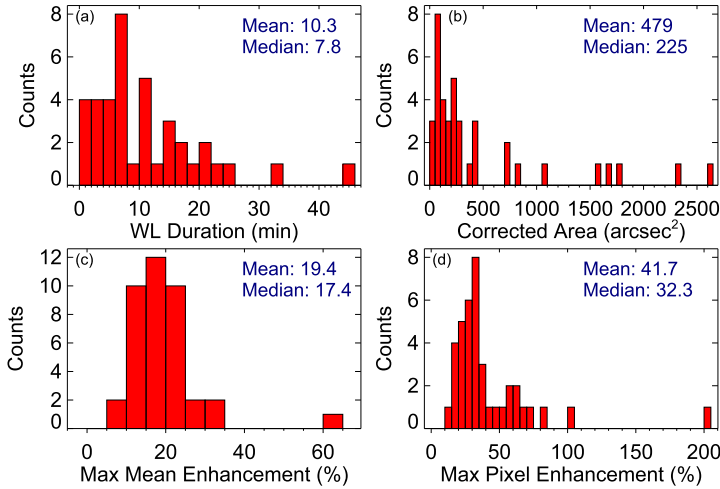 (a)
Mean: 10.3
Median: 7.8
Counts
8
6
4
2
0
0 20 40
WL Duration (min)
(b)
Mean: 479
Median: 225
Counts
8
6
4
2
0
0 500 1000 1500 2000 2500
Corrected Area (arcsec²)
(c)
Mean: 19.4
Median: 17.4
Counts
12
10
8
6
4
2
0
0 20 40 60
Max Mean Enhancement (%)
(d)
Mean: 41.7
Median: 32.3
Counts
8
6
4
2
0
0 50 100 150 200
Max Pixel Enhancement (%)